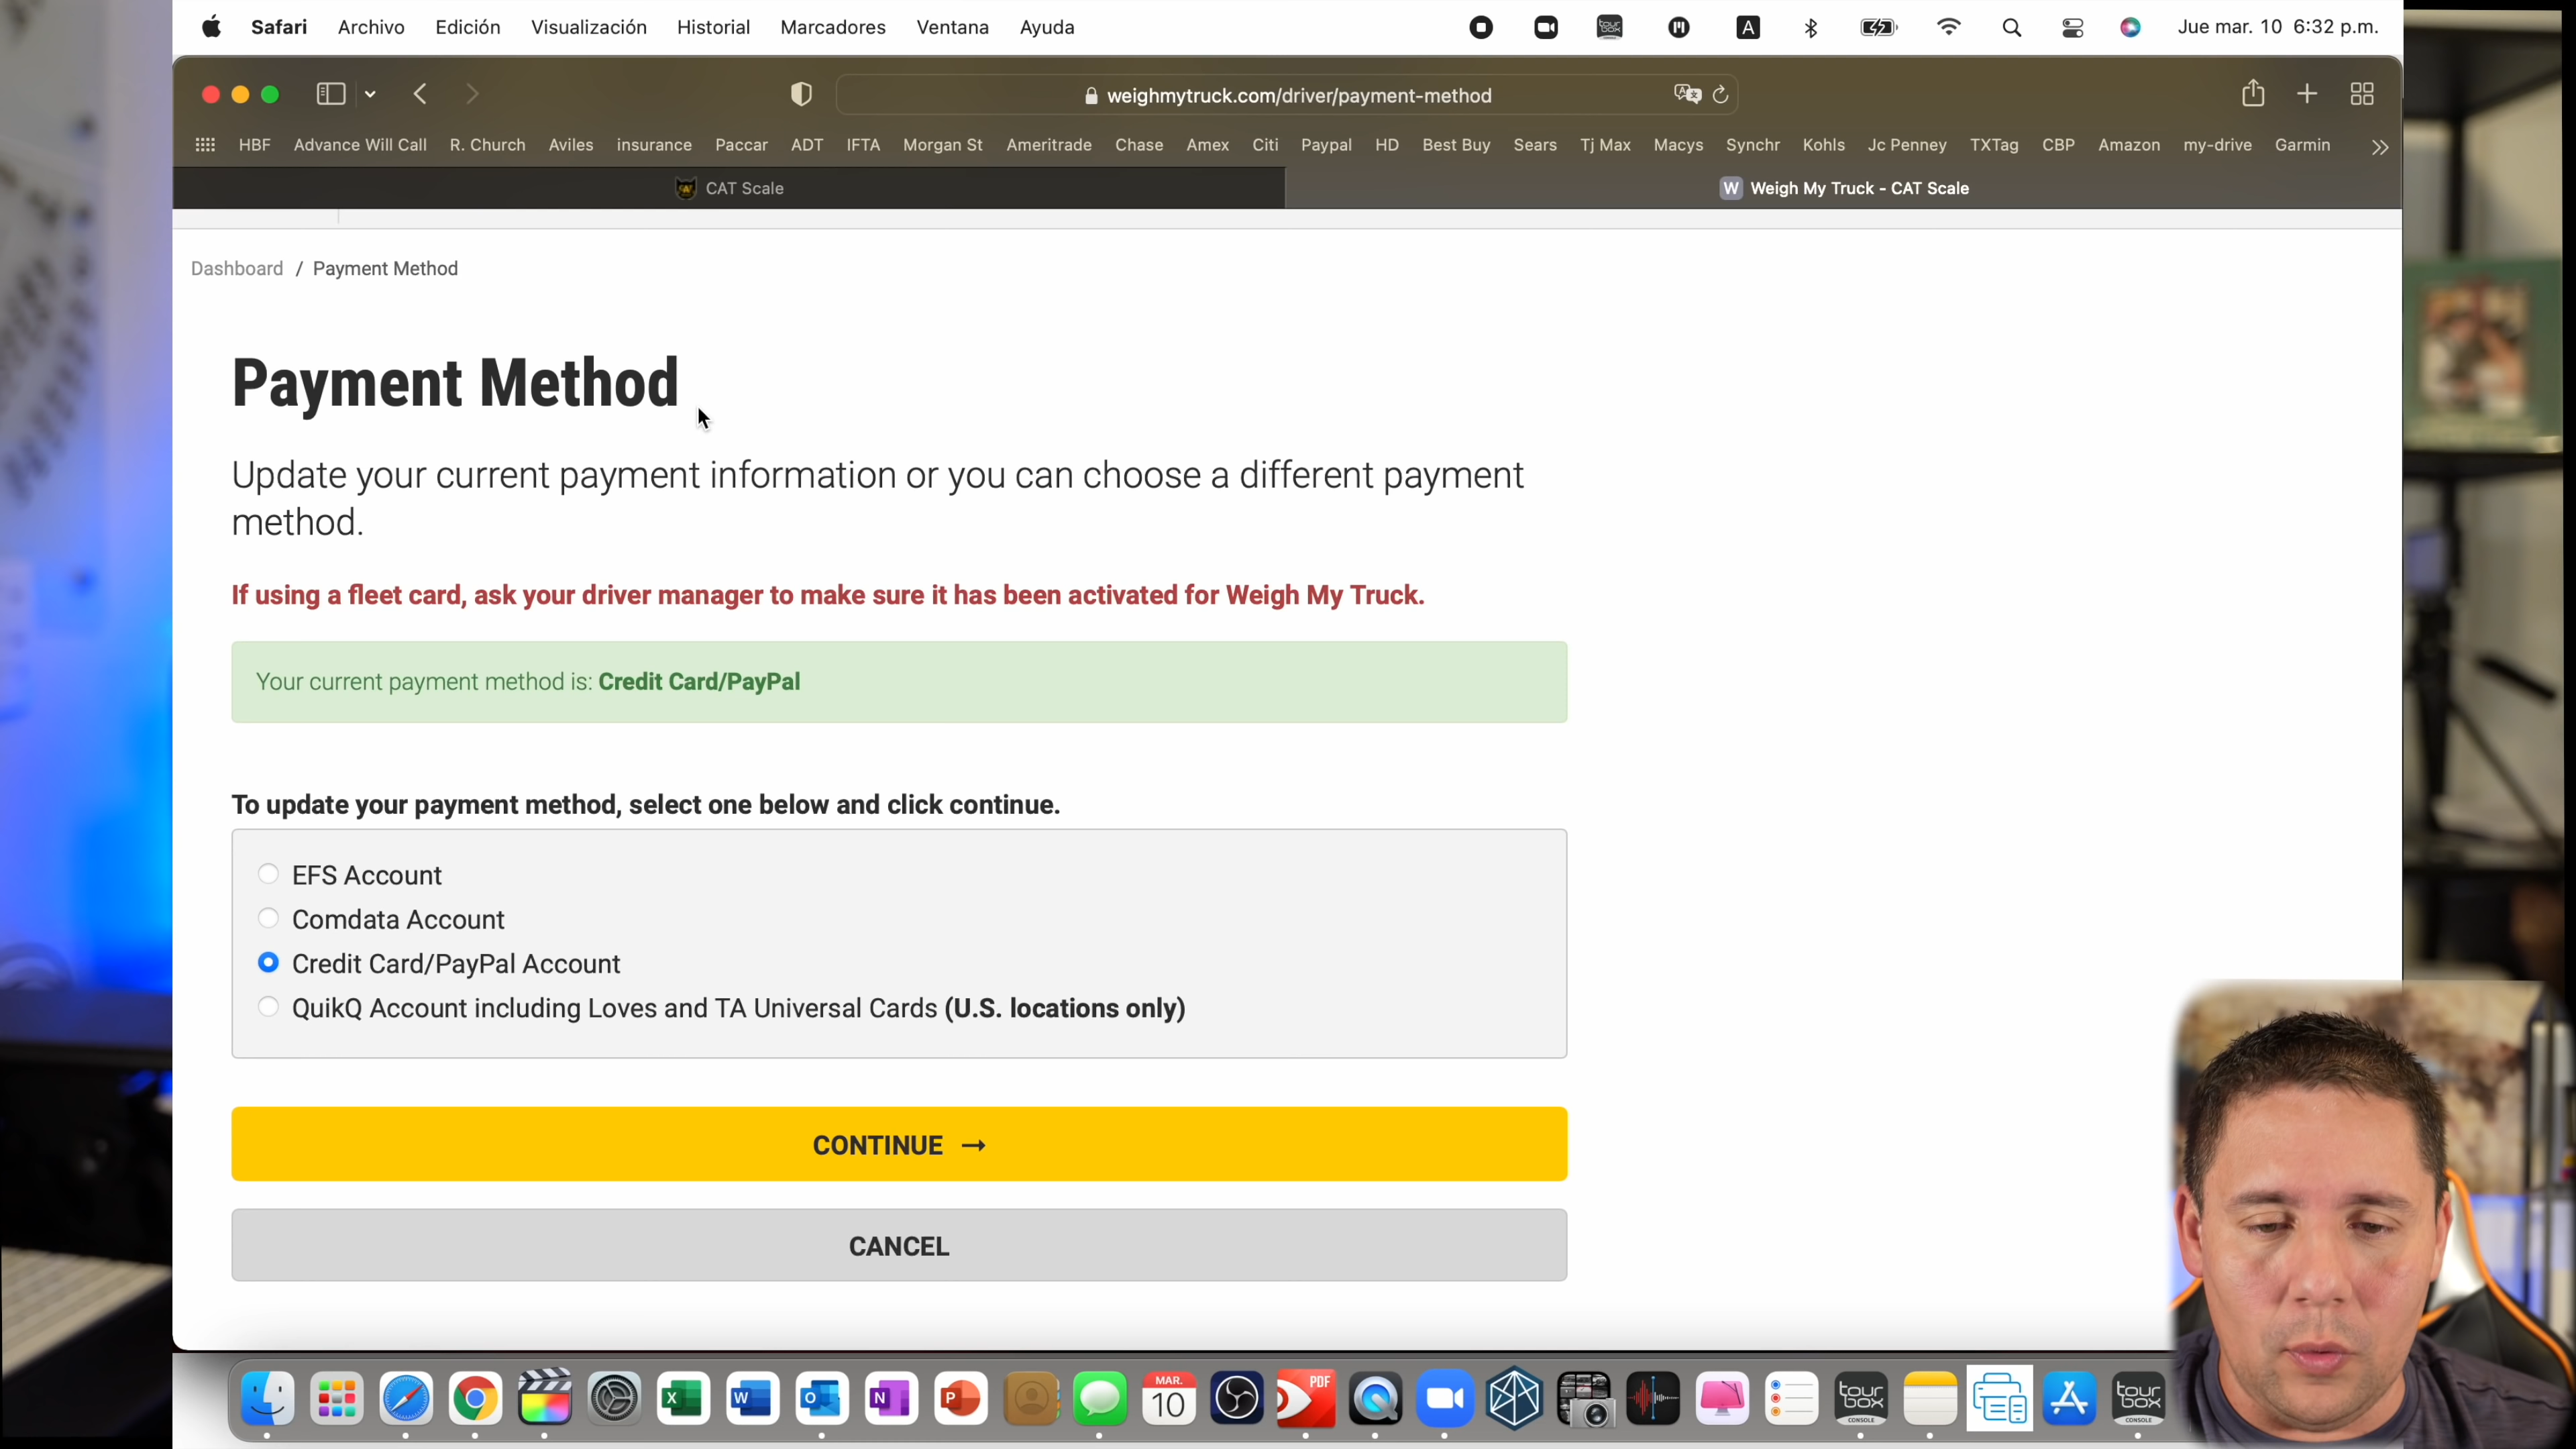 Safari Archivo Edición Visualización Historial Marcadores Ventana Ayuda
A
Jue mar. 10 6:32 p.m.
weighmytruck.com/driver/payment-method
HBF Advance Will Call R. Church Aviles insurance Paccar ADT IFTA Morgan St Ameritrade Chase Amex Citi Paypal HD Best Buy Sears Tj Max Macys Synchr Kohls Jc Penney TXTag CBP Amazon my-drive Garmin
CAT Scale
W Weigh My Truck - CAT Scale
Dashboard / Payment Method
Payment Method
Update your current payment information or you can choose a different payment
method.
If using a fleet card, ask your driver manager to make sure it has been activated for Weigh My Truck.
Your current payment method is: Credit Card/PayPal
To update your payment method, select one below and click continue.
EFS Account
Comdata Account
Credit Card/PayPal Account
QuikQ Account including Loves and TA Universal Cards (U.S. locations only)
CONTINUE →
CANCEL
X W O N P MAR. 10 PDF tour box CONSOLE tour box CONSOLE